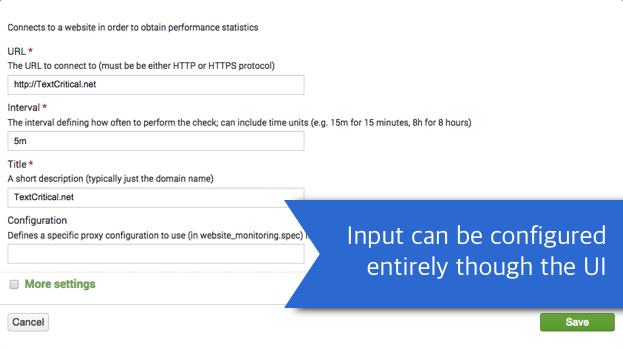 Connects to a website in order to obtain performance statistics
URL *
The URL to connect to (must be be either HTTP or HTTPS protocol)
http://TextCritical.net
Interval *
The interval defining how often to perform the check; can include time units (e.g. 15m for 15 minutes, 8h for 8 hours)
5m
Title *
A short description (typically just the domain name)
TextCritical.net
Configuration
Defines a specific proxy configuration to use (in website_monitoring.spec)
Input can be configured
entirely though the UI
More settings
Cancel
Save